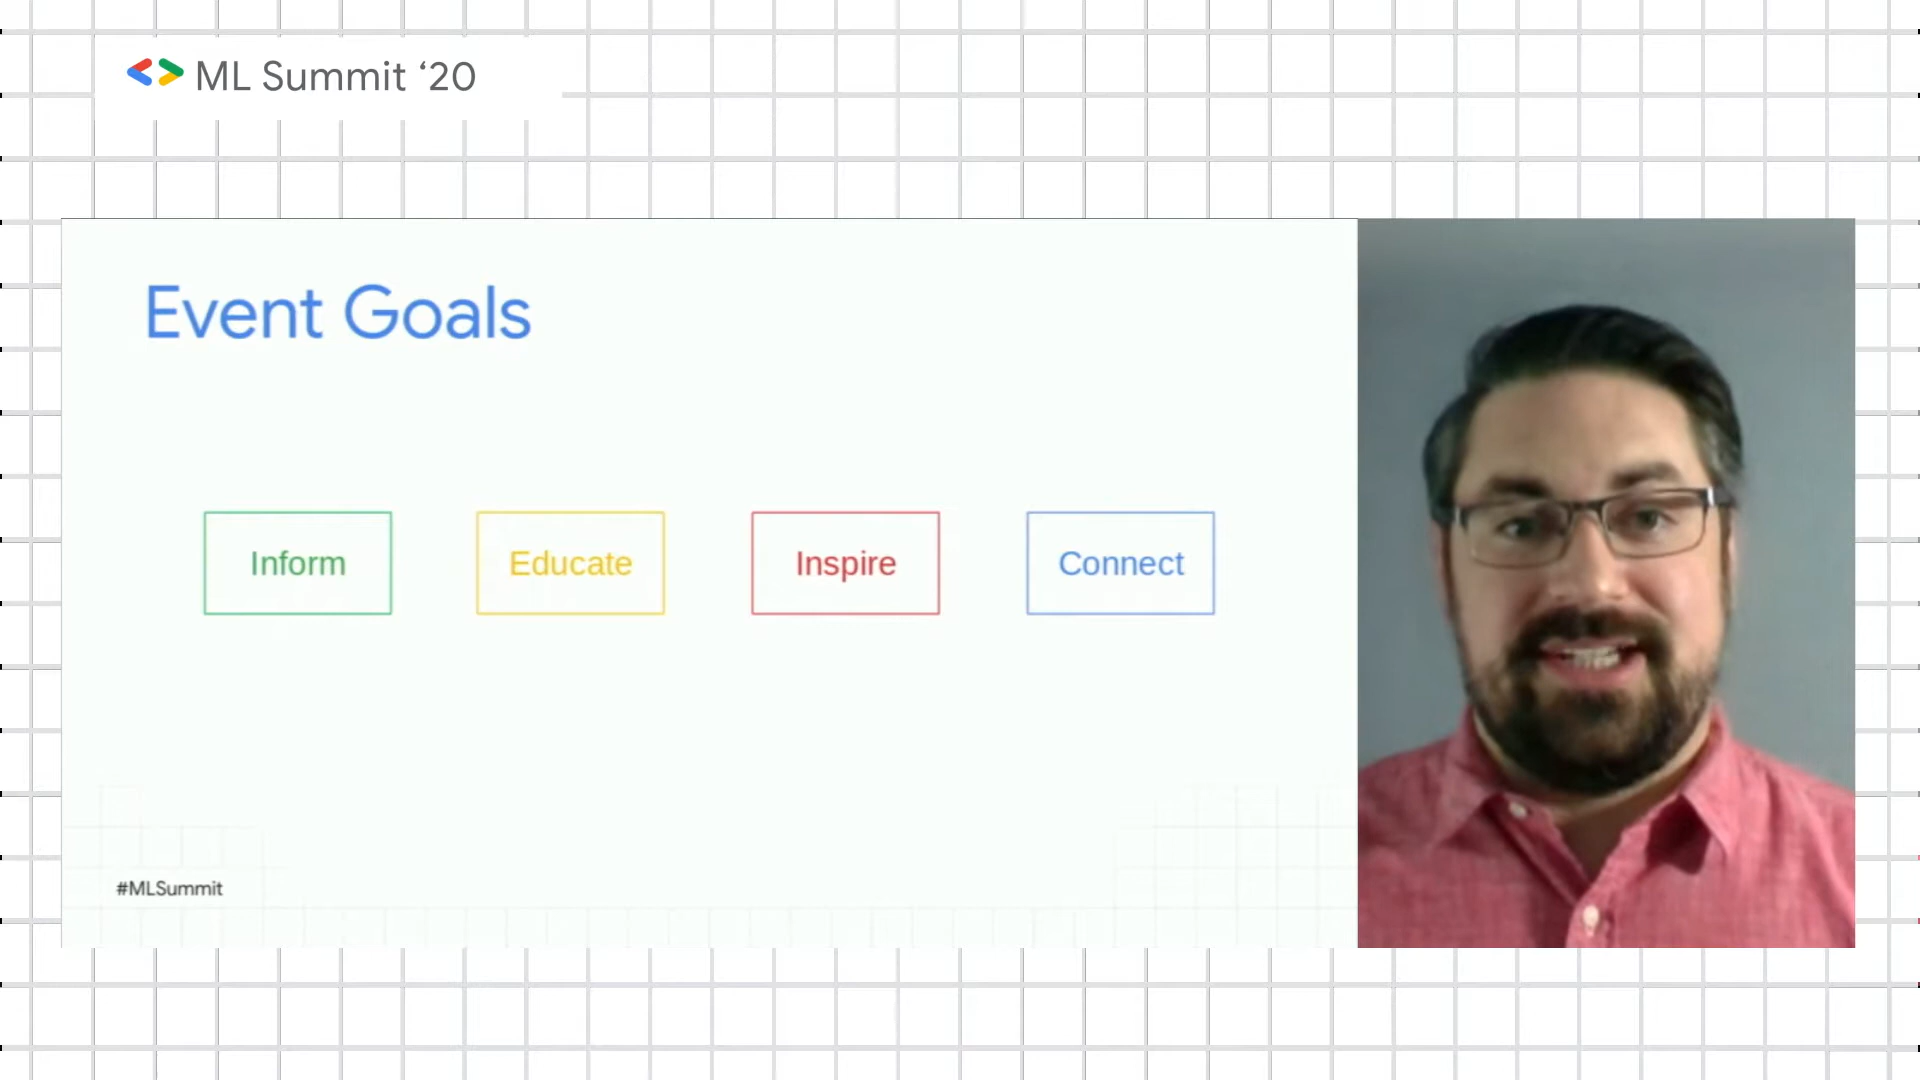 ML Summit ‘20
Event Goals
Inform
Educate
Inspire
Connect
#MLSummit